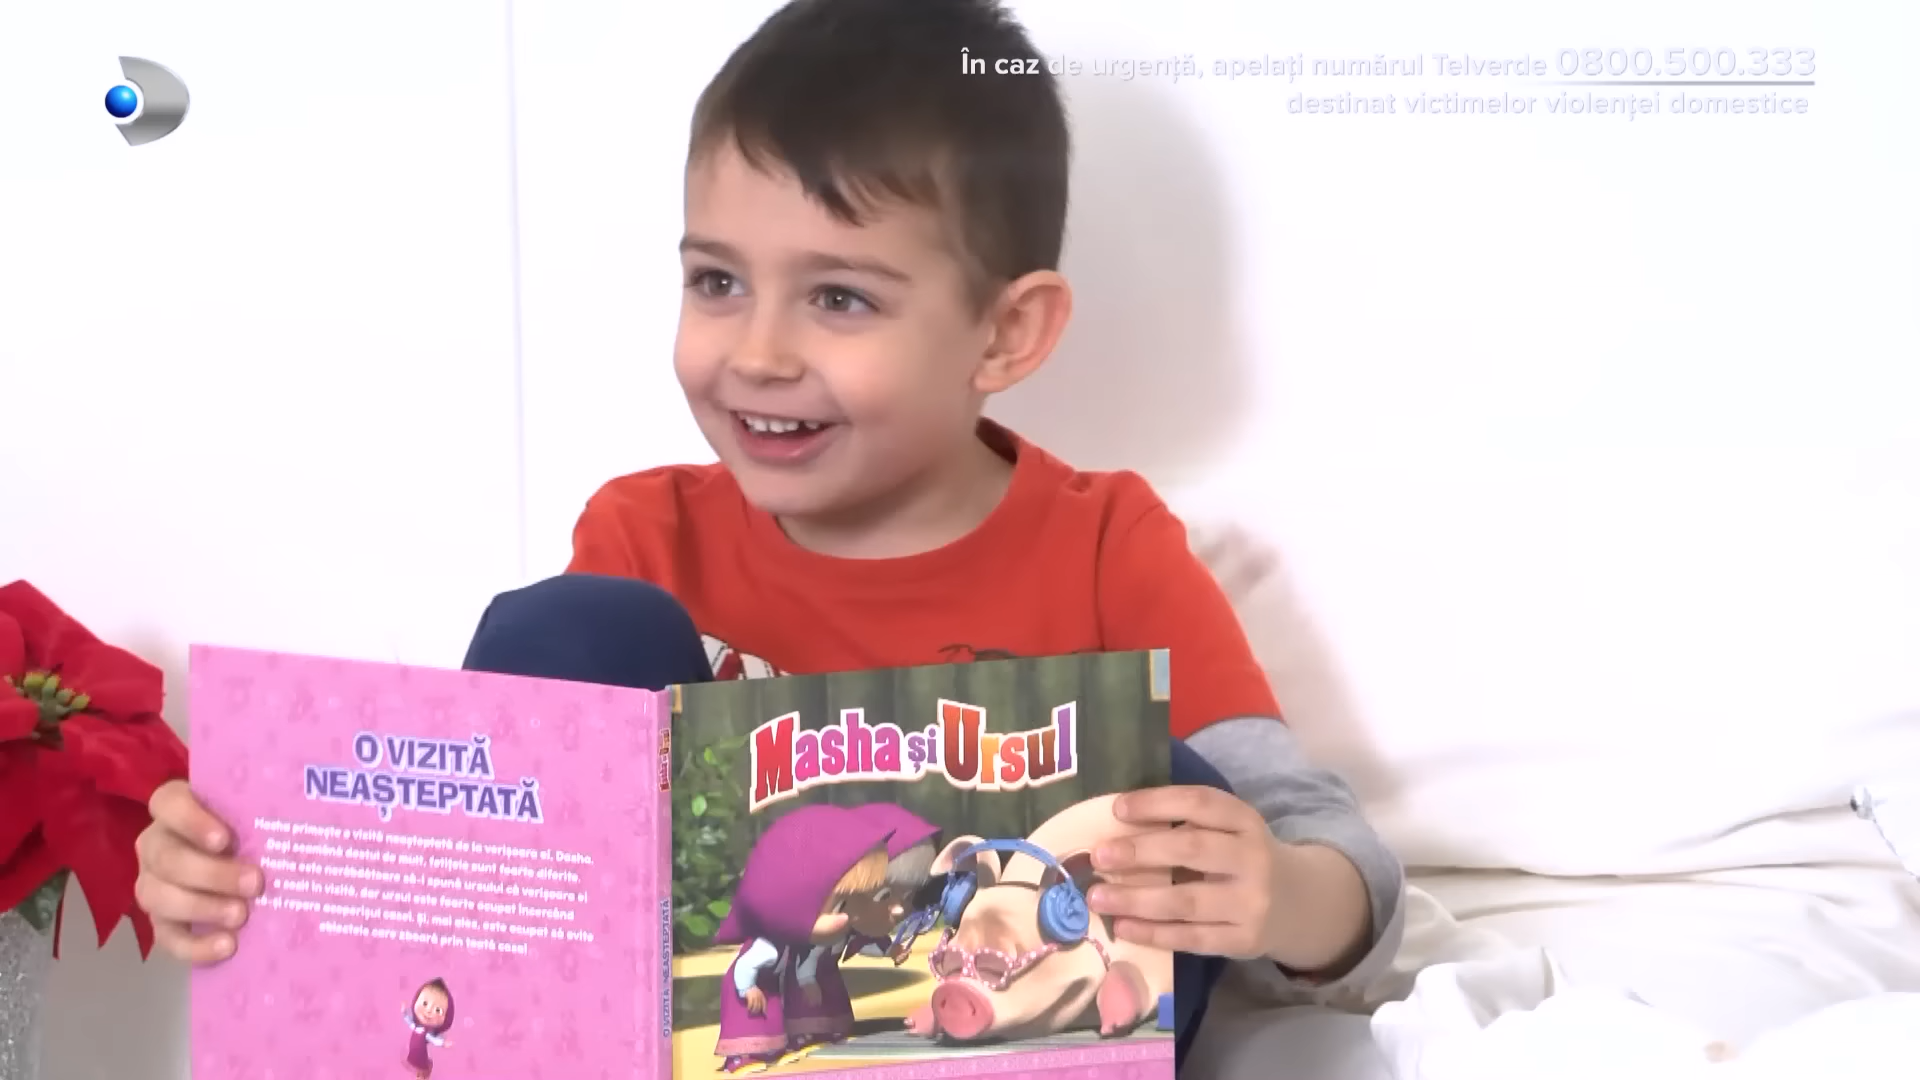 În caz de urgență, apelați numărul Telverde 0800.500.333
destinat victimelor violenței domestice
O VIZITĂ
NEAȘTEPTATĂ
Masha primește o vizită neașteptată de la verișoara ei, Dasha.
Deși seamănă destul de mult, fetițele sunt foarte diferite.
Masha este nerăbdătoare să-i spună ursului că verișoara ei
a sosit în vizită, dar ursul este foarte ocupat încercând
să-și repare acoperișul casei. Și, mai ales, este ocupat să evite
obiectele care zboară prin toată casa!
Masha și Ursul
O VIZITĂ NEAȘTEPTATĂ
Masha și Ursul